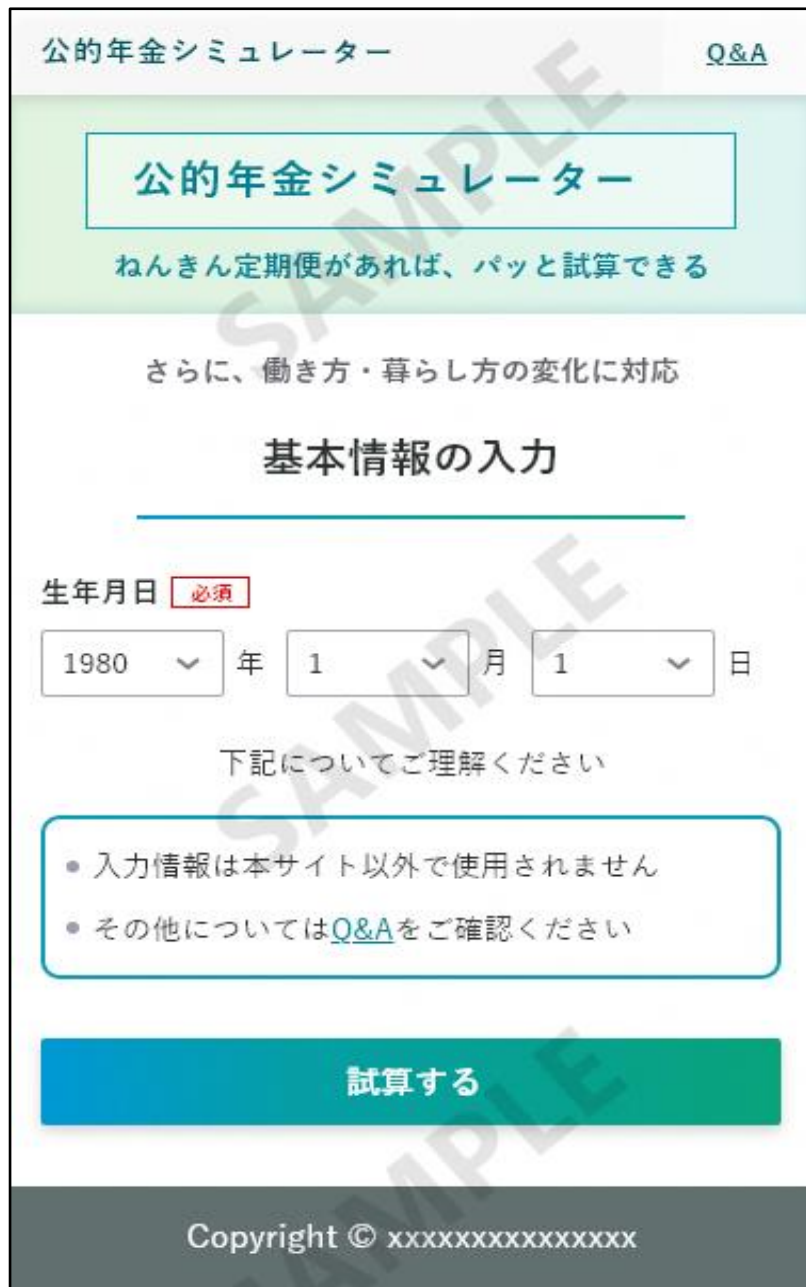 公的年金シミュレーター Q&A
公的年金シミュレーター
ねんきん定期便があれば、パッと試算できる
さらに、働き方・暮らし方の変化に対応
基本情報の入力
生年月日 必須
1980 年 1 月 1 日
下記についてご理解ください
• 入力情報は本サイト以外で使用されません
• その他についてはQ&Aをご確認ください
試算する
Copyright © xxxxxxxxxxxxxxx
SAMPLE
SAMPLE
SAMPLE